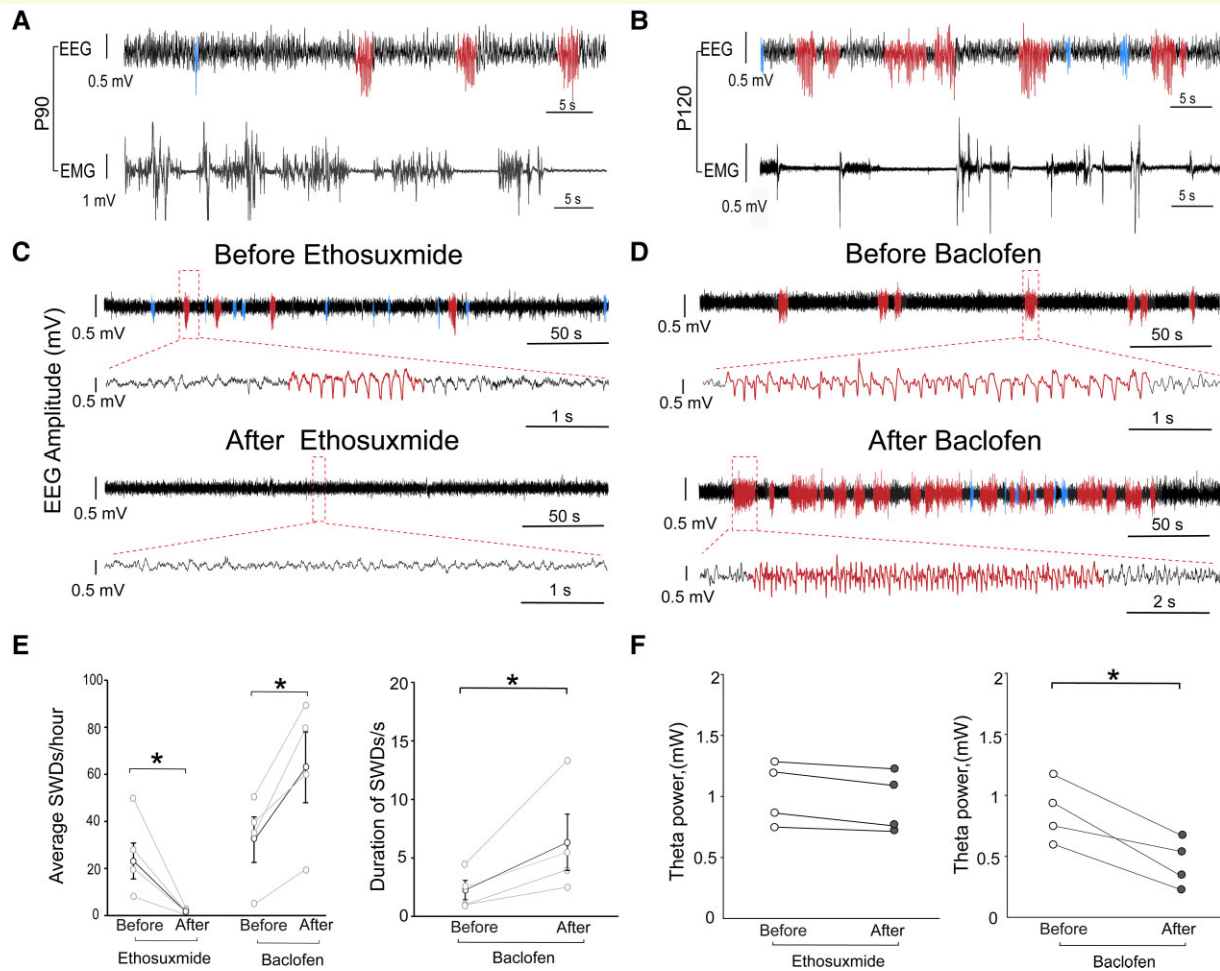 A
EEG
0.5 mV
5 s
P90
EMG
1 mV
5 s
B
EEG
0.5 mV
5 s
P120
EMG
0.5 mV
5 s
C
Before Ethosuxmide
0.5 mV
50 s
0.5 mV
1 s
After Ethosuxmide
0.5 mV
50 s
0.5 mV
1 s
EEG Amplitude (mV)
D
Before Baclofen
0.5 mV
50 s
0.5 mV
1 s
After Baclofen
0.5 mV
50 s
0.5 mV
2 s
E
Average SWDs/hour
100
80
60
40
20
0
*
*
Before After Before After
Ethosuxmide Baclofen
Duration of SWDs/s
20
15
10
5
0
*
Before After
Baclofen
F
Theta power,(mW)
2
1.5
1
0.5
0
Before After
Ethosuxmide
Theta power,(mW)
2
1.5
1
0.5
0
*
Before After
Baclofen